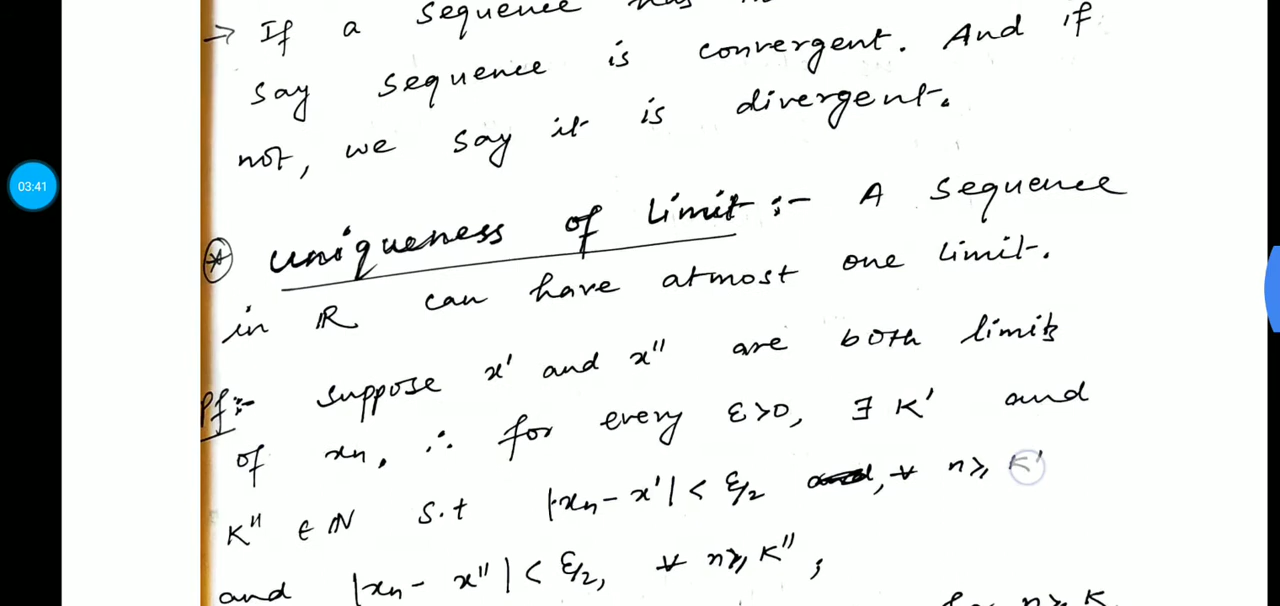 → If a sequence
say sequence is convergent. And if
not, we say it is divergent.
03:41
⊛ uniqueness of Limit :- A sequence
in ℝ can have atmost one limit.
Pf:- suppose x' and x'' are both limits
of xn, ∴ for every ε>0, ∃ K' and
K'' ∈ ℕ s.t |xn - x'| < ε/2 , ∀ n≥ K'
and |xn - x''| < ε/2, ∀ n≥ K'' ;
n≥ K